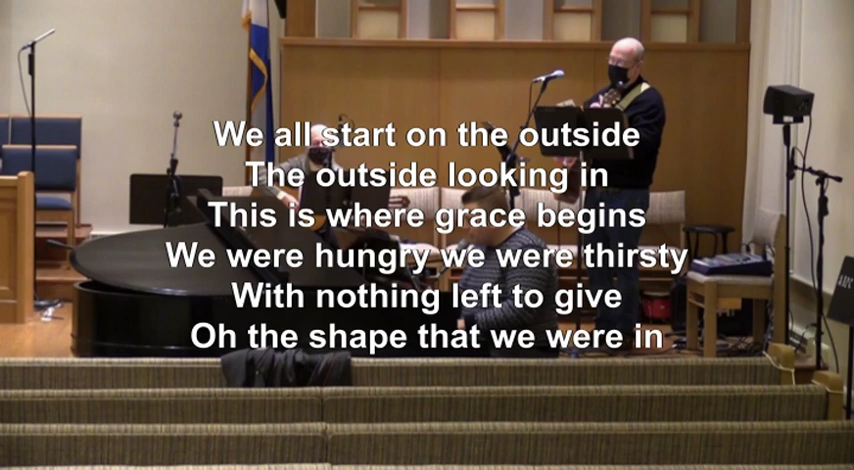 We all start on the outside
The outside looking in
This is where grace begins
We were hungry we were thirsty
With nothing left to give
Oh the shape that we were in